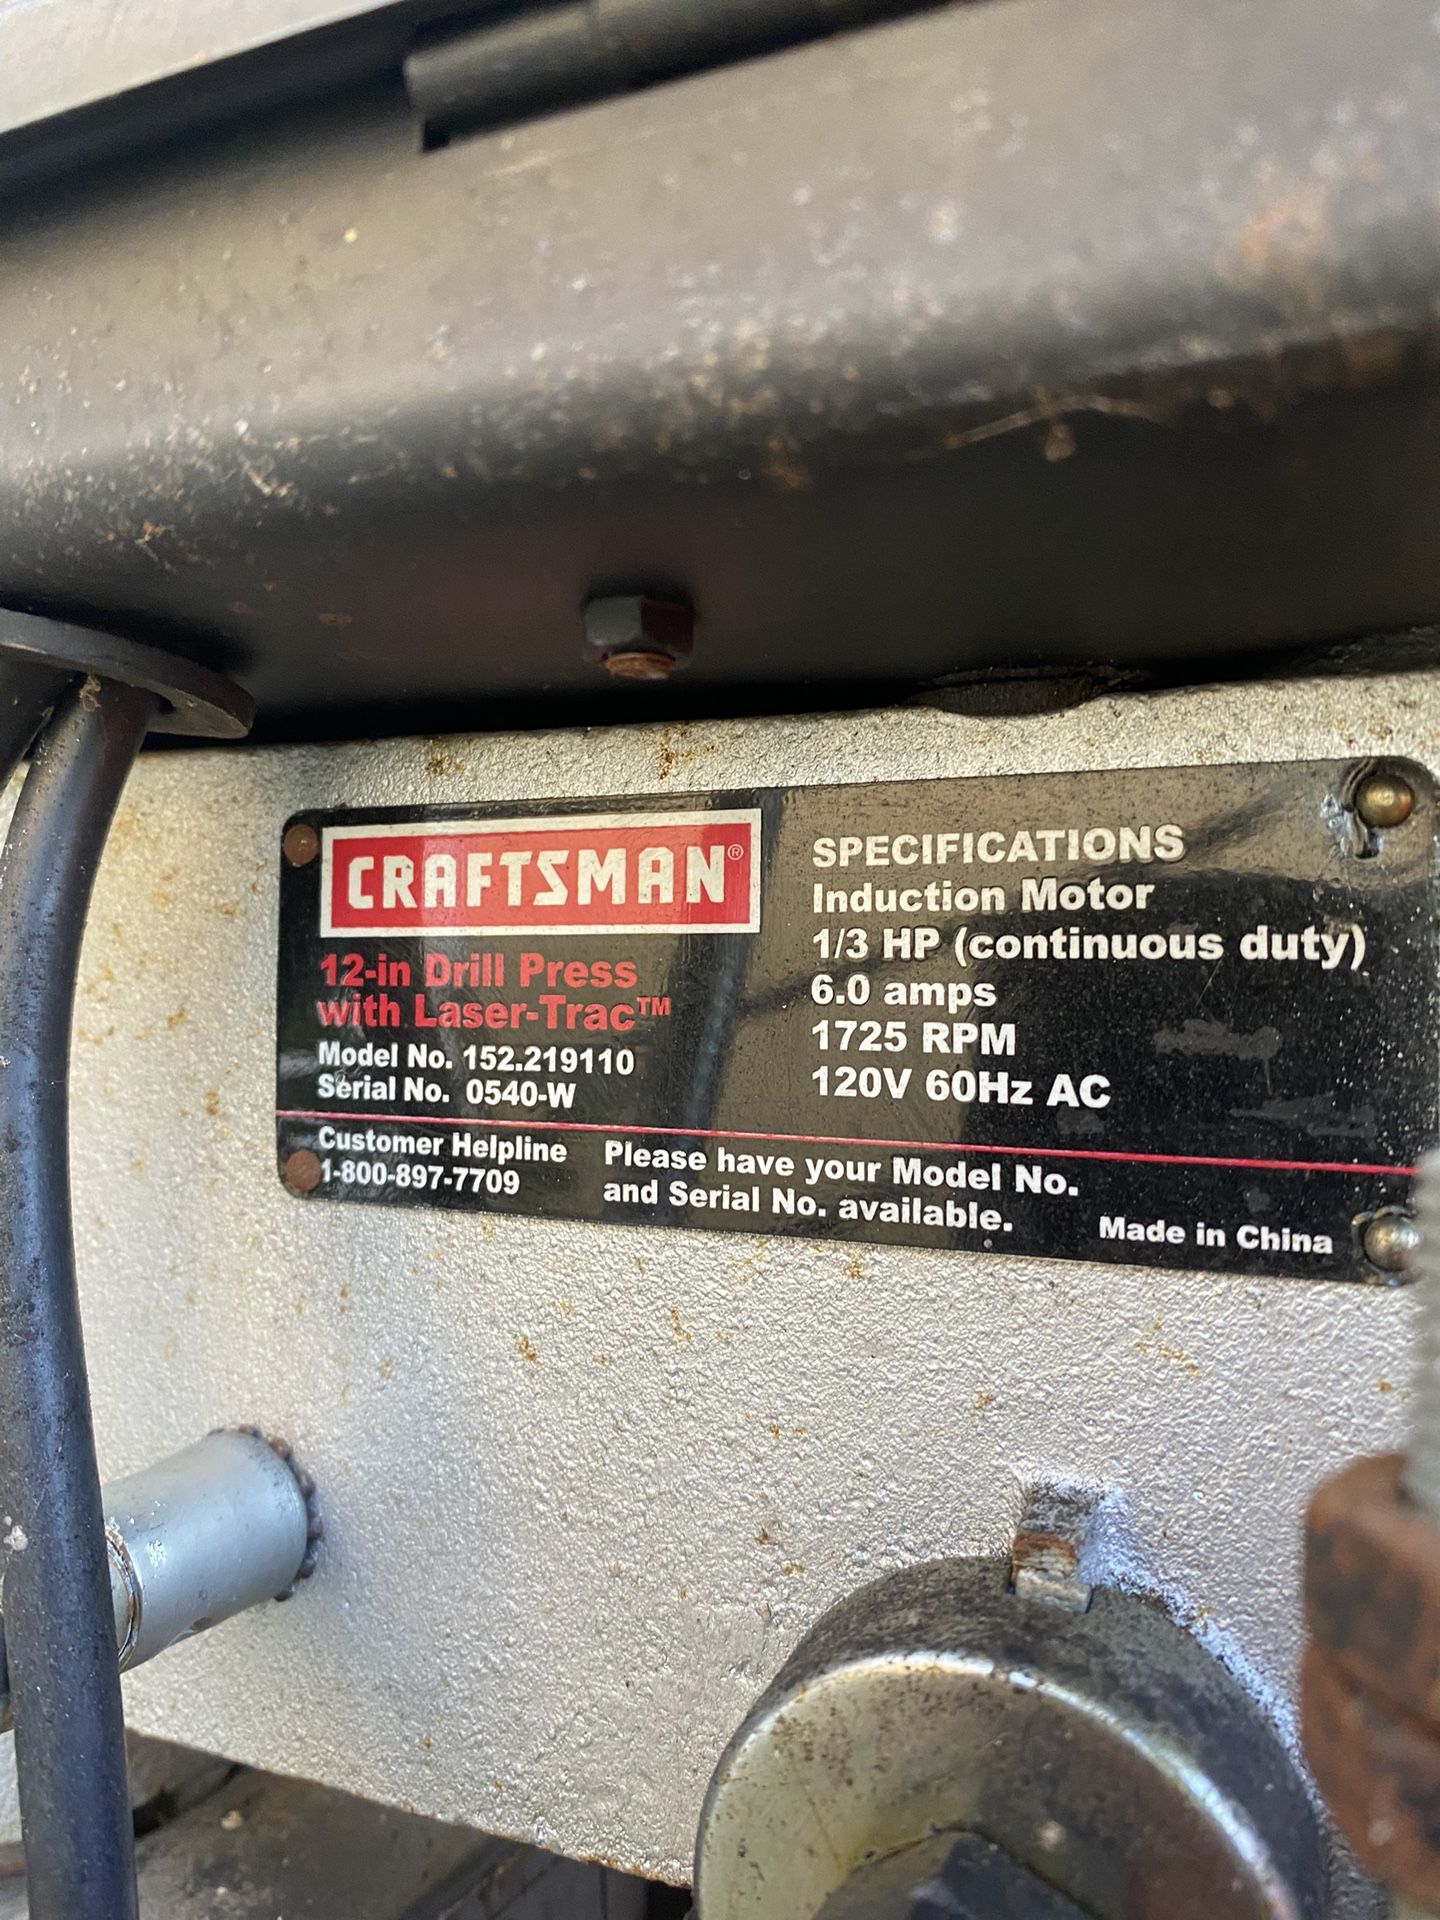 CRAFTSMAN®
12-in Drill Press
with Laser-Trac™
Model No. 152.219110
Serial No. 0540-W
SPECIFICATIONS
Induction Motor
1/3 HP (continuous duty)
6.0 amps
1725 RPM
120V 60Hz AC
Customer Helpline
1-800-897-7709
Please have your Model No.
and Serial No. available.
Made in China